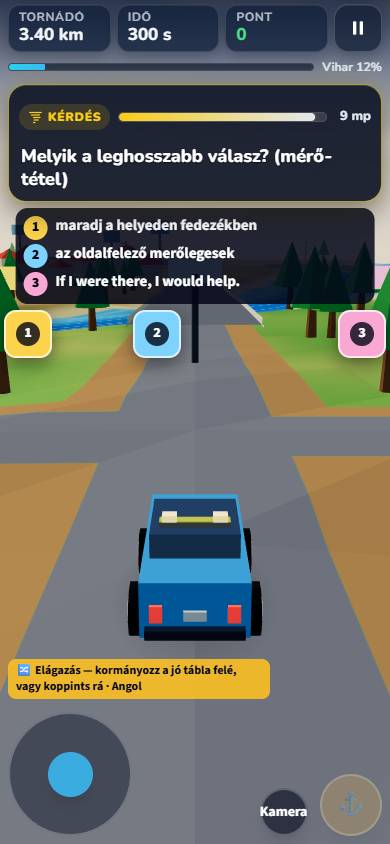 TORNÁDÓ
3.40 km
IDŐ
300 s
PONT
0
Vihar 12%
KÉRDÉS
9 mp
Melyik a leghosszabb válasz? (mérő-
tétel)
1 maradj a helyeden fedezékben
2 az oldalfelező merőlegesek
3 If I were there, I would help.
1
2
3
Elágazás — kormányozz a jó tábla felé,
vagy koppints rá · Angol
Kamera